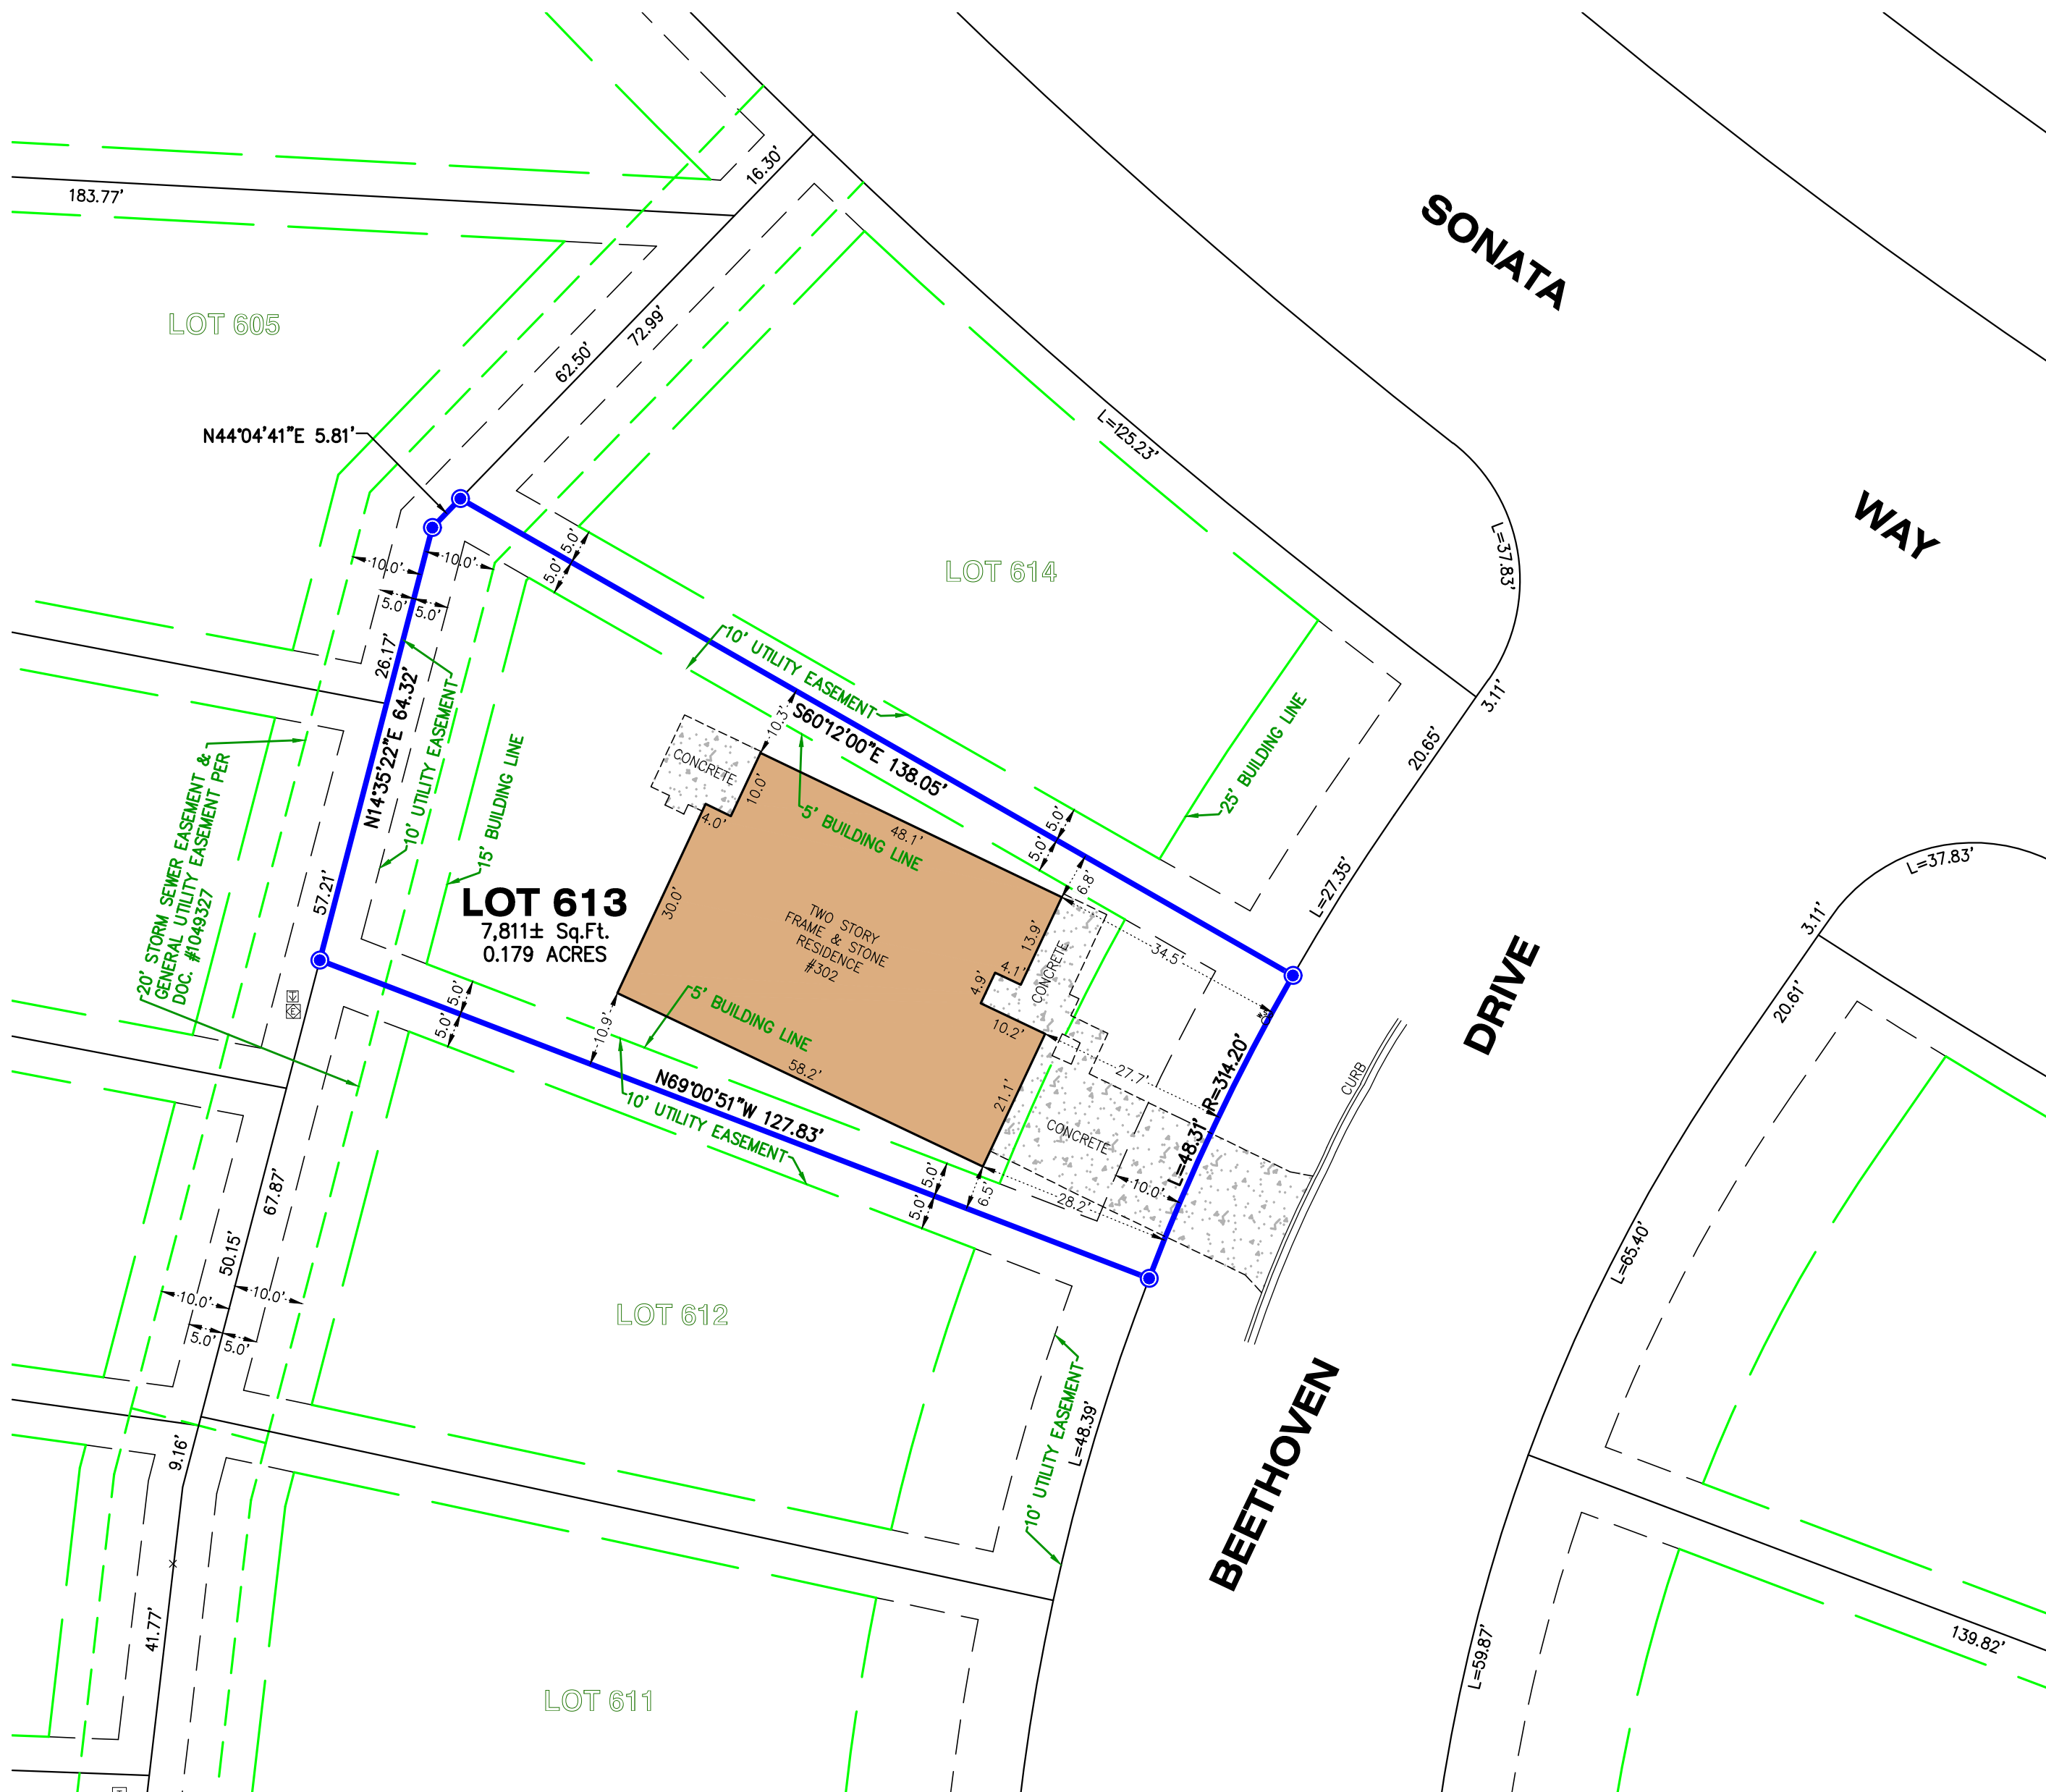 SONATA
WAY
16.30'
183.77'
LOT 605
72.99'
62.50'
N44°04'41"E 5.81'
L=125.23'
L=37.83'
LOT 614
5.0'
5.0'
10.0'
10.0'
5.0'
5.0'
26.17'
10' UTILITY EASEMENT
3.11'
20.65'
25' BUILDING LINE
10.3'
S60°12'00"E 138.05'
N14°35'22"E 64.32'
10' UTILITY EASEMENT
15' BUILDING LINE
CONCRETE
10.0'
4.0'
48.1'
5' BUILDING LINE
5.0'
5.0'
6.8'
L=27.35'
L=37.83'
3.11'
20' STORM SEWER EASEMENT &
GENERAL UTILITY EASEMENT PER
DOC. #1049327
57.21'
LOT 613
7,811± Sq.Ft.
0.179 ACRES
30.0'
TWO STORY
FRAME & STONE
RESIDENCE
#302
13.9'
4.1'
4.9'
10.2'
CONCRETE
34.5'
DRIVE
20.61'
E
5.0'
5.0'
10.9'
5' BUILDING LINE
58.2'
21.1'
27.7'
R=314.20'
L=48.31'
CURB
CONCRETE
N69°00'51"W 127.83'
10' UTILITY EASEMENT
5.0'
5.0'
6.5'
28.2'
10.0'
67.87'
50.15'
10.0'
10.0'
5.0'
5.0'
LOT 612
L=65.40'
BEETHOVEN
10' UTILITY EASEMENT
L=48.39'
9.16'
41.77'
LOT 611
L=59.87'
139.82'